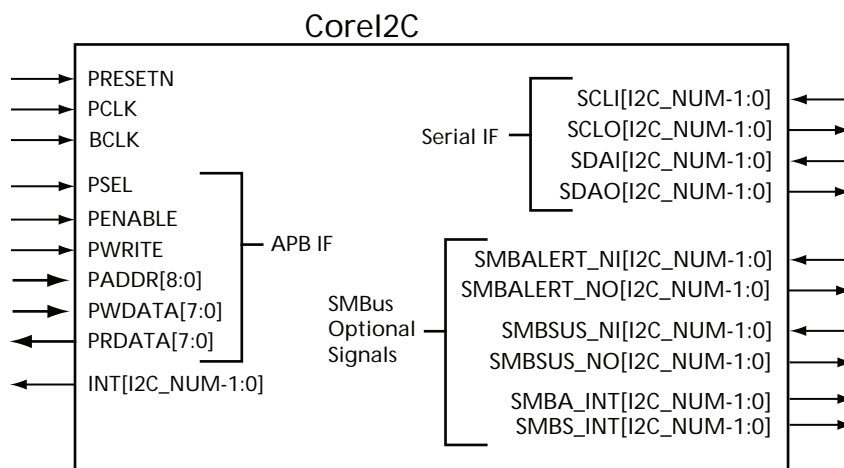 CoreI2C
PRESETN
PCLK
BCLK
PSEL
PENABLE
PWRITE
PADDR[8:0]
PWDATA[7:0]
PRDATA[7:0]
INT[I2C_NUM-1:0]
APB IF
Serial IF
SCLI[I2C_NUM-1:0]
SCLO[I2C_NUM-1:0]
SDAI[I2C_NUM-1:0]
SDAO[I2C_NUM-1:0]
SMBus
Optional
Signals
SMBALERT_NI[I2C_NUM-1:0]
SMBALERT_NO[I2C_NUM-1:0]
SMBSUS_NI[I2C_NUM-1:0]
SMBSUS_NO[I2C_NUM-1:0]
SMBA_INT[I2C_NUM-1:0]
SMBS_INT[I2C_NUM-1:0]